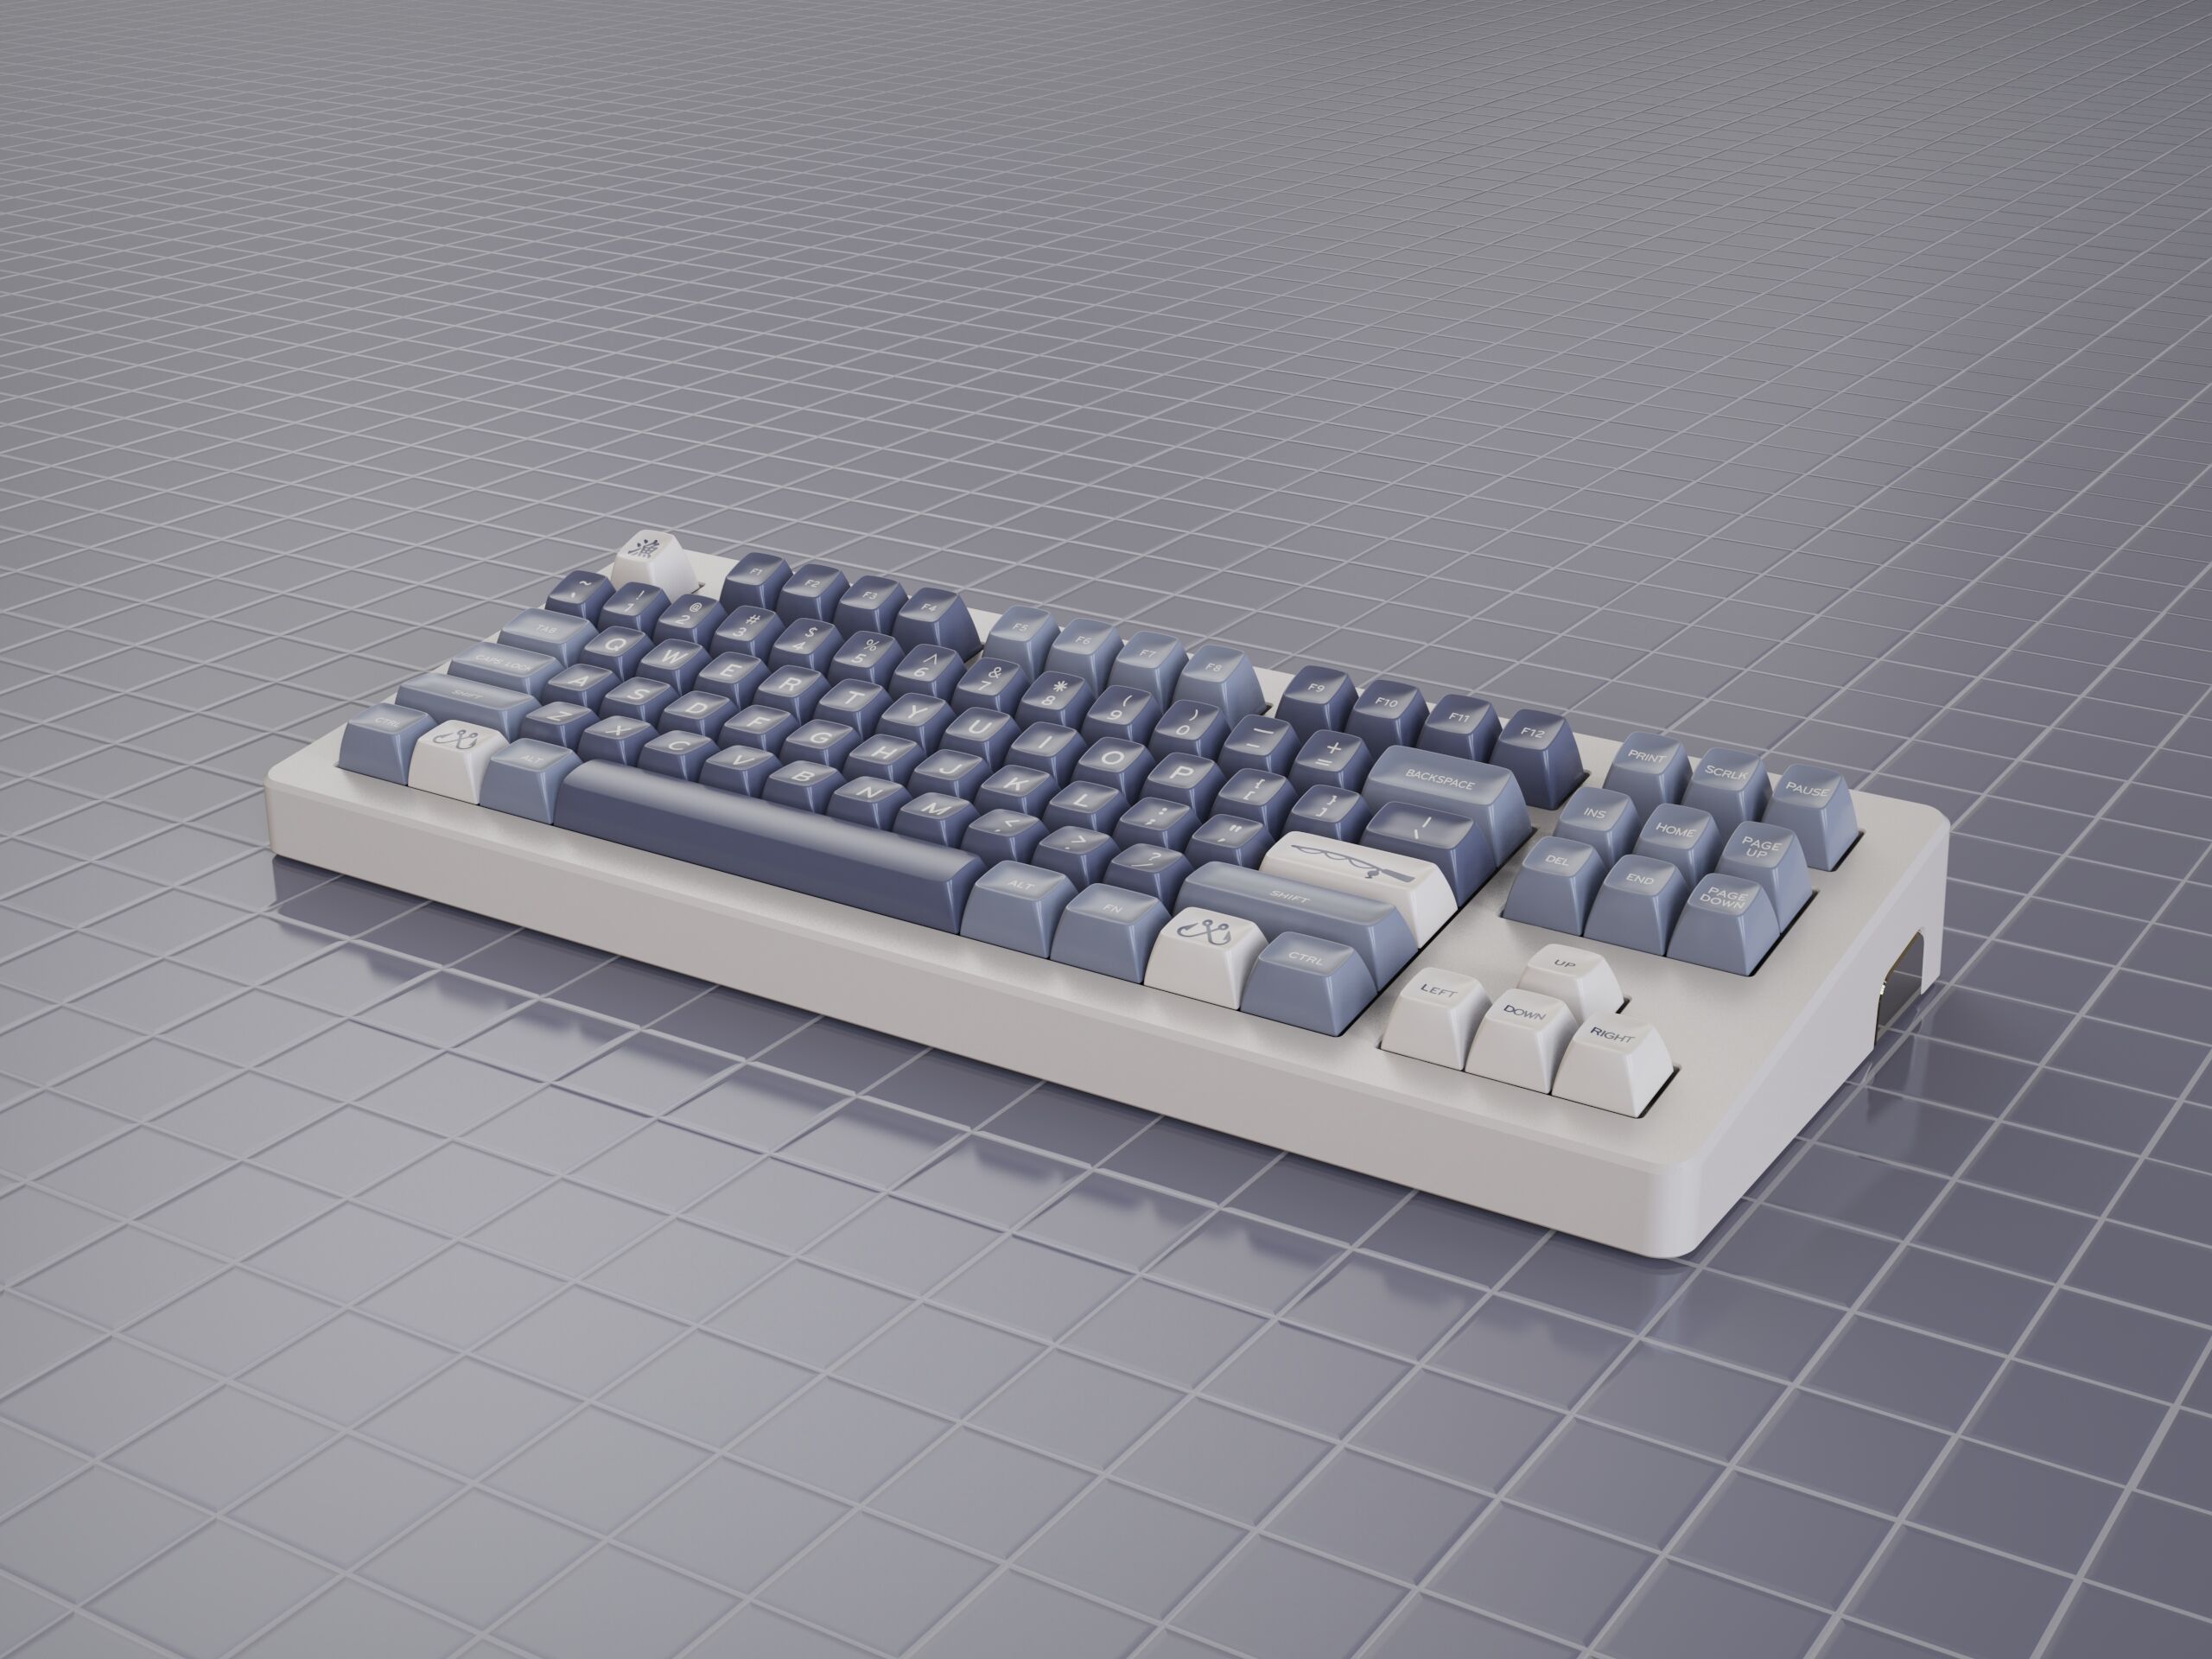 漁 F1 F2 F3 F4 F5 F6 F7 F8 F9 F10 F11 F12 PRINT SCRLK PAUSE
~ ` ! 1 @ 2 # 3 $ 4 % 5 ^ 6 & 7 * 8 ( 9 ) 0 — - + = BACKSPACE INS HOME PAGE UP
TAB Q W E R T Y U I O P { [ } ] | \ DEL END PAGE DOWN
CAPS LOCK A S D F G H J K L : ; " '
SHIFT Z X C V B N M < , > . ? / SHIFT UP
CTRL ALT ALT FN CTRL LEFT DOWN RIGHT